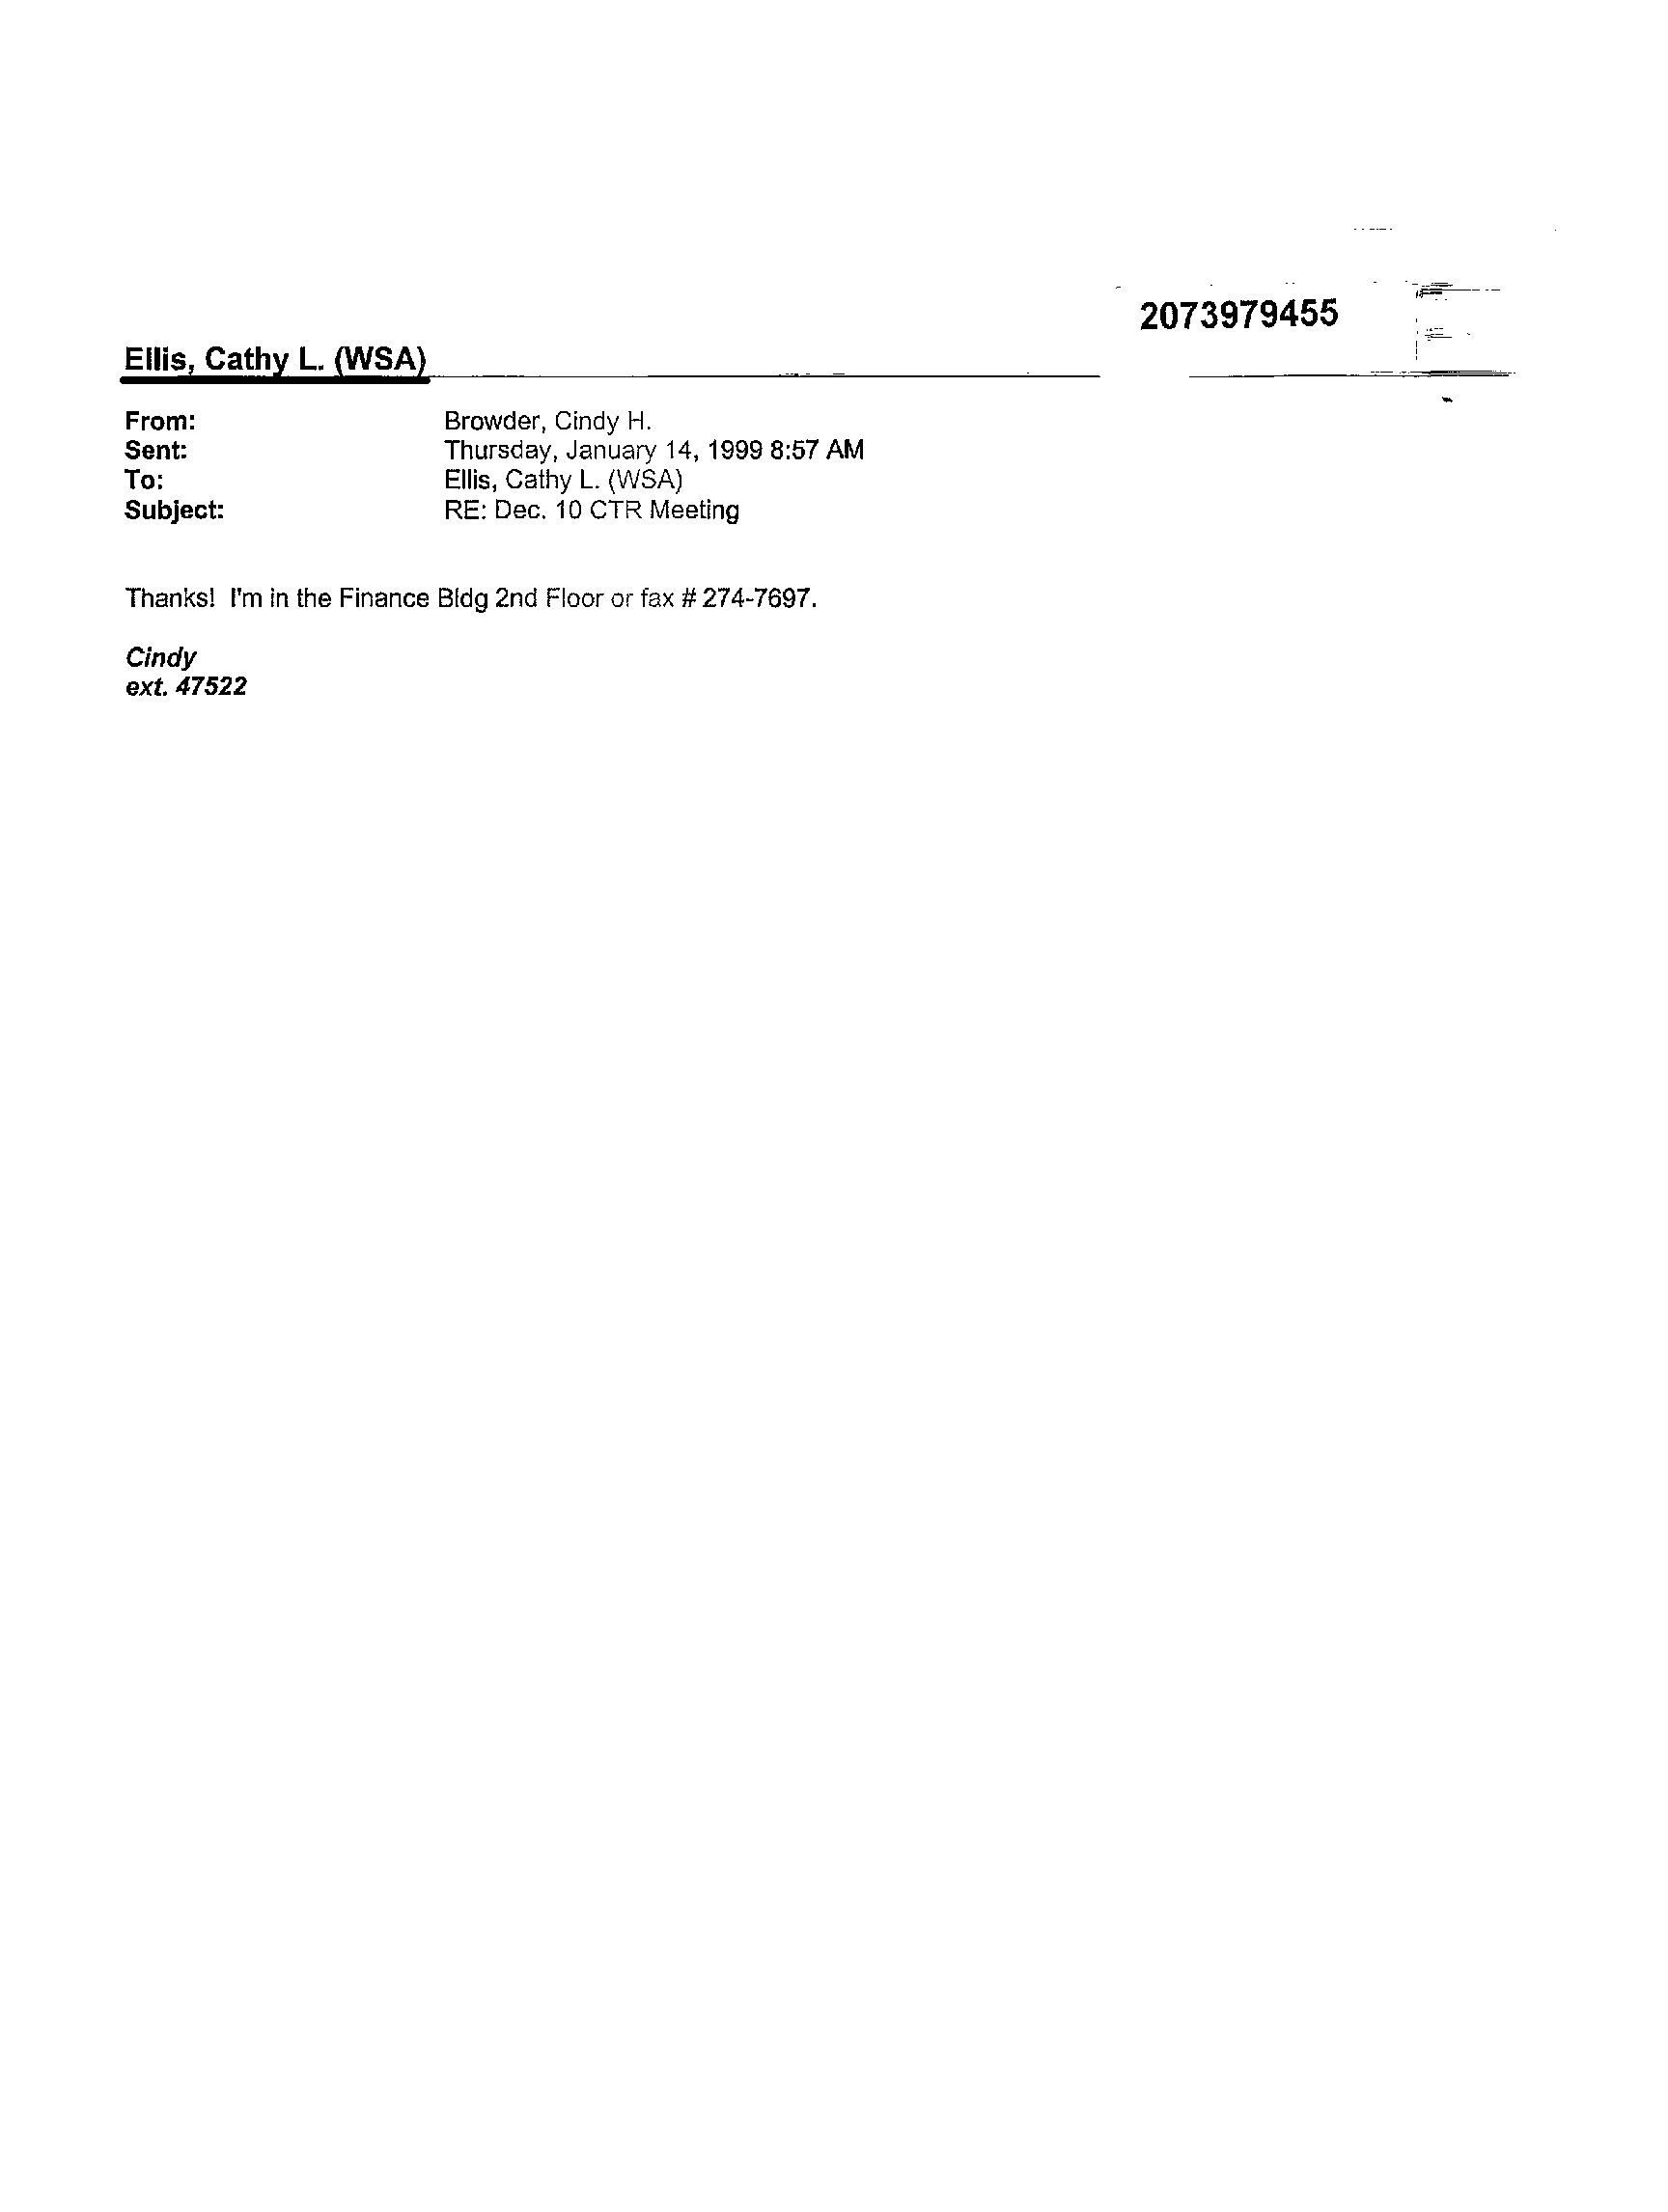 2073979455
Ellis, Cathy L. (WSA)
From: Browder, Cindy H.
Sent: Thursday, January 14, 1999 8:57 AM
To: Ellis, Cathy L. (WSA)
Subject: RE: Dec. 10 CTR Meeting
Thanks! I'm in the Finance Bldg 2nd Floor or fax # 274-7697.
Cindy
ext. 47522